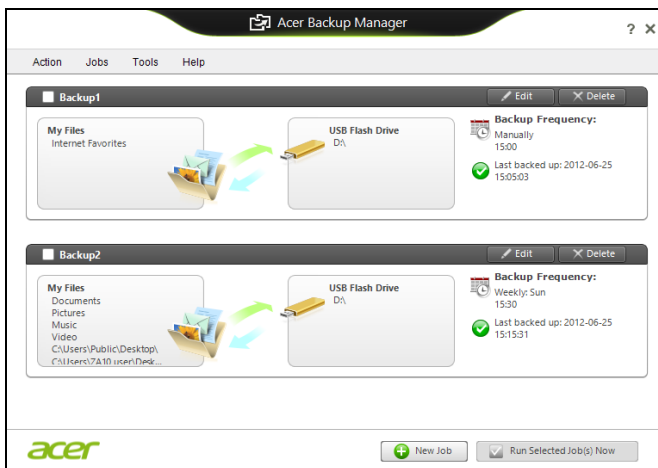 Acer Backup Manager
? X
Action Jobs Tools Help
Backup1
Edit
Delete
My Files
Internet Favorites
USB Flash Drive
D:\
Backup Frequency:
Manually
15:00
Last backed up: 2012-06-25
15:05:03
Backup2
Edit
Delete
My Files
Documents
Pictures
Music
Video
C:\Users\Public\Desktop\
C:\Users\ZA10 user\Desk...
USB Flash Drive
D:\
Backup Frequency:
Weekly: Sun
15:30
Last backed up: 2012-06-25
15:15:31
acer
New Job
Run Selected Job(s) Now